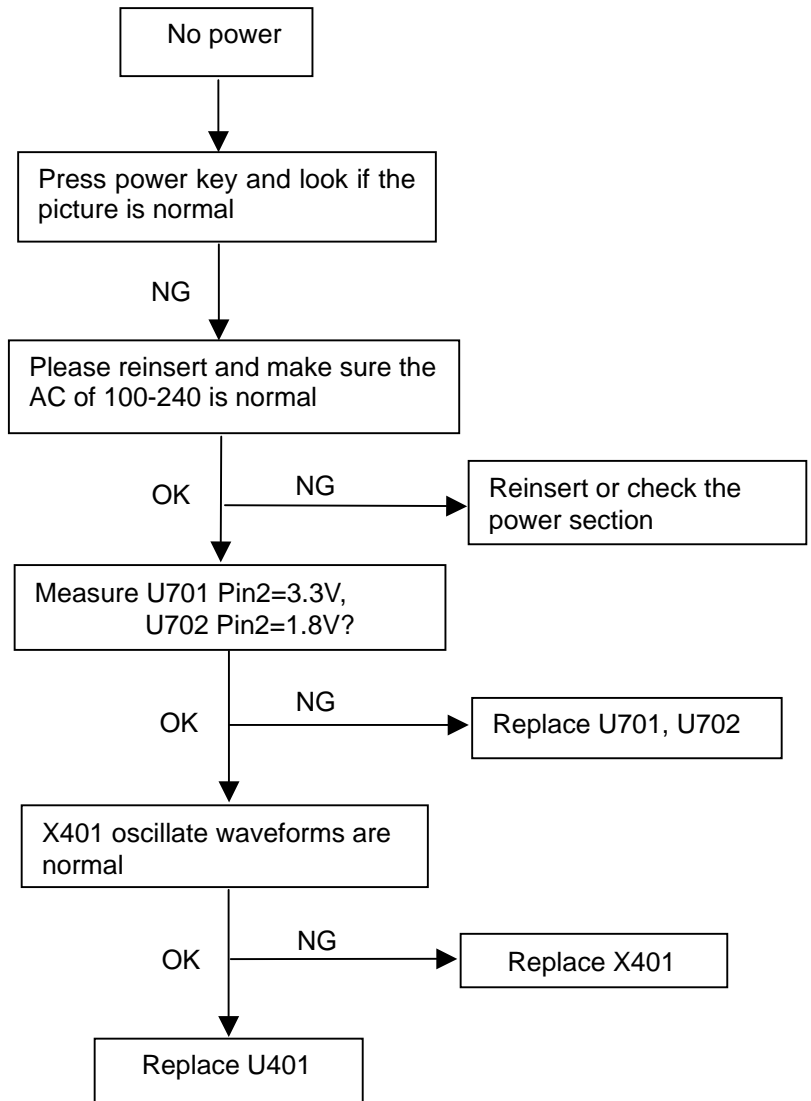 No power
Press power key and look if the
picture is normal
NG
Please reinsert and make sure the
AC of 100-240 is normal
OK
NG
Reinsert or check the
power section
Measure U701 Pin2=3.3V,
U702 Pin2=1.8V?
OK
NG
Replace U701, U702
X401 oscillate waveforms are
normal
OK
NG
Replace X401
Replace U401